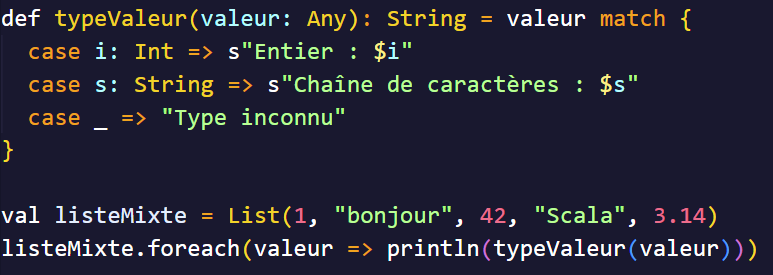 def typeValeur(valeur: Any): String = valeur match {
  case i: Int => s"Entier : $i"
  case s: String => s"Chaîne de caractères : $s"
  case _ => "Type inconnu"
}

val listeMixte = List(1, "bonjour", 42, "Scala", 3.14)
listeMixte.foreach(valeur => println(typeValeur(valeur)))